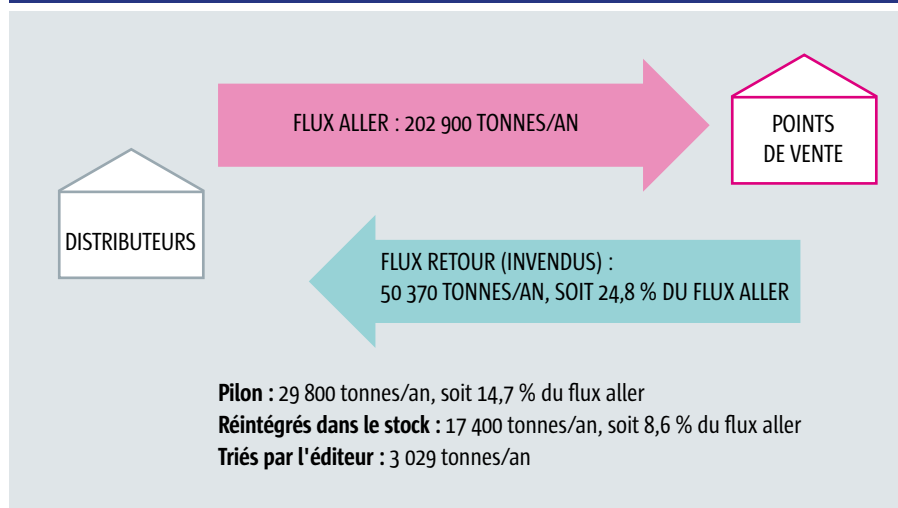 FLUX ALLER : 202 900 TONNES/AN
POINTS
DE VENTE
DISTRIBUTEURS
FLUX RETOUR (INVENDUS) :
50 370 TONNES/AN, SOIT 24,8 % DU FLUX ALLER
Pilon : 29 800 tonnes/an, soit 14,7 % du flux aller
Réintégrés dans le stock : 17 400 tonnes/an, soit 8,6 % du flux aller
Triés par l'éditeur : 3 029 tonnes/an